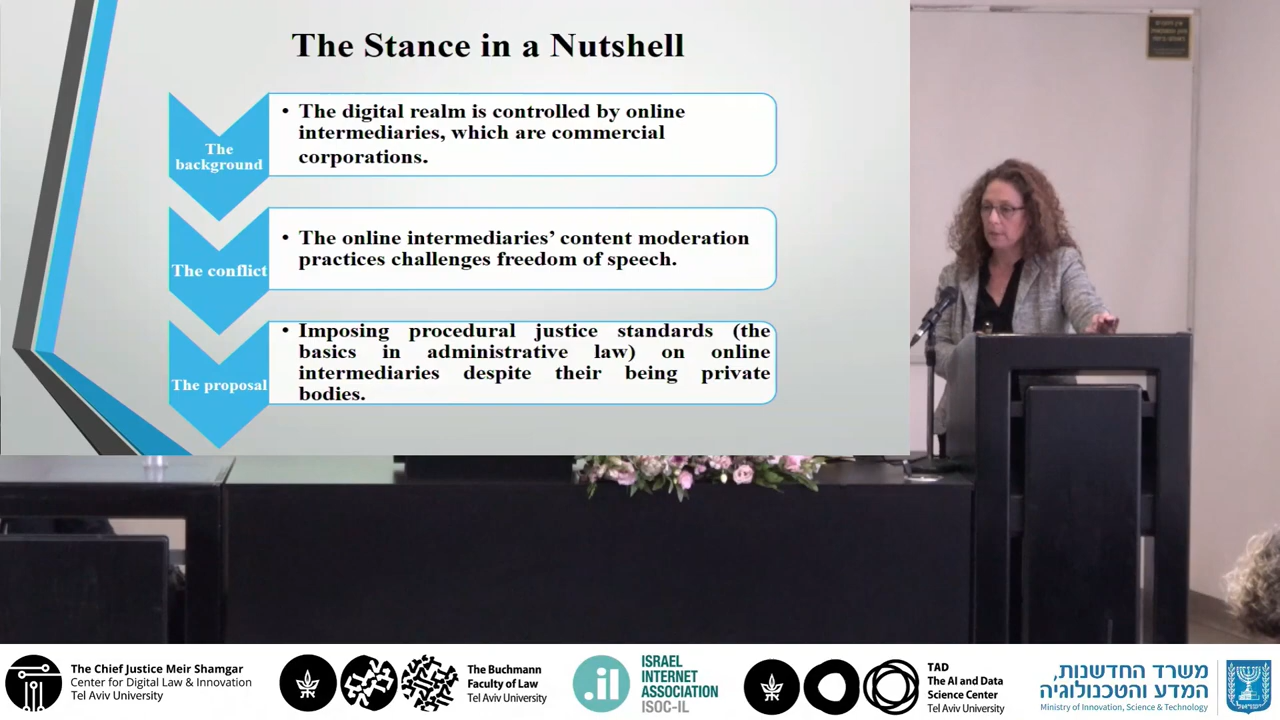 The Stance in a Nutshell
The
background
• The digital realm is controlled by online
intermediaries, which are commercial
corporations.
The conflict
• The online intermediaries’ content moderation
practices challenges freedom of speech.
The proposal
• Imposing procedural justice standards (the
basics in administrative law) on online
intermediaries despite their being private
bodies.
The Chief Justice Meir Shamgar
Center for Digital Law & Innovation
Tel Aviv University
The Buchmann
Faculty of Law
Tel Aviv University
.il
ISRAEL
INTERNET
ASSOCIATION
ISOC-IL
TAD
The AI and Data
Science Center
Tel Aviv University
משרד החדשנות,
המדע והטכנולוגיה
Ministry of Innovation, Science & Technology